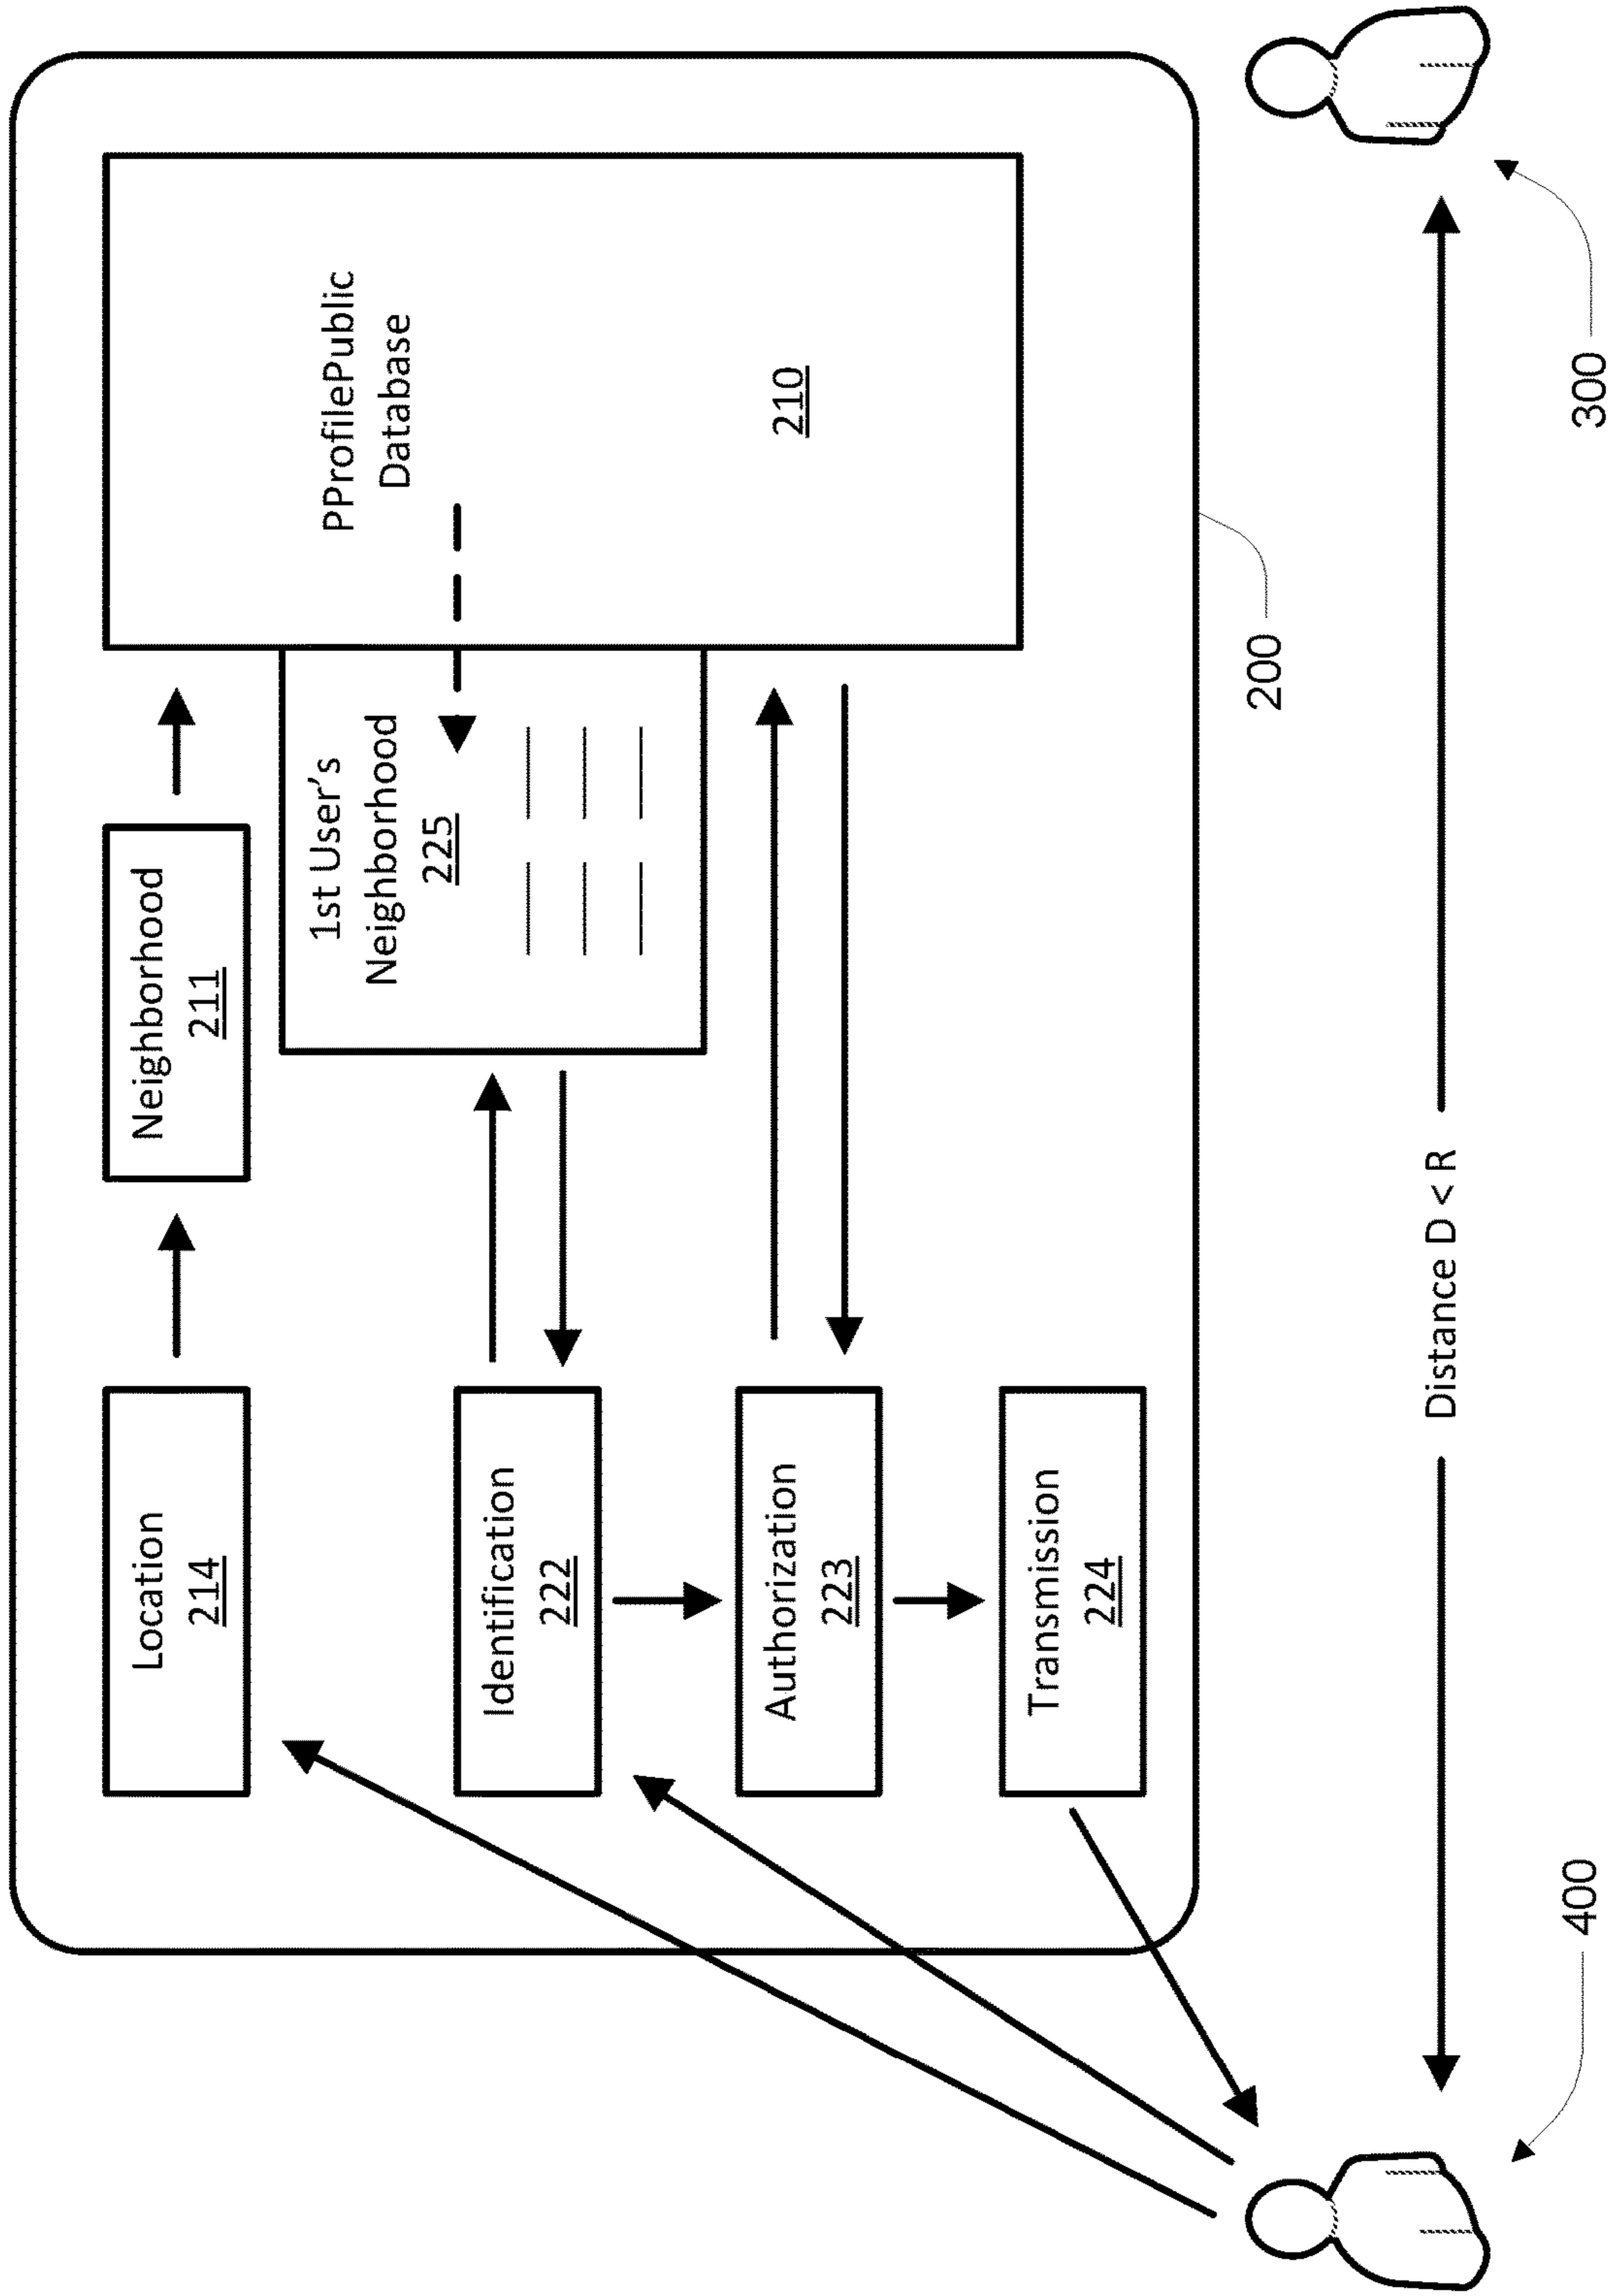 Location
214
Neighborhood
211
PProfilePublic
Database
210
1st User's
Neighborhood
225
Identification
222
Authorization
223
Transmission
224
200
Distance D < R
400
300